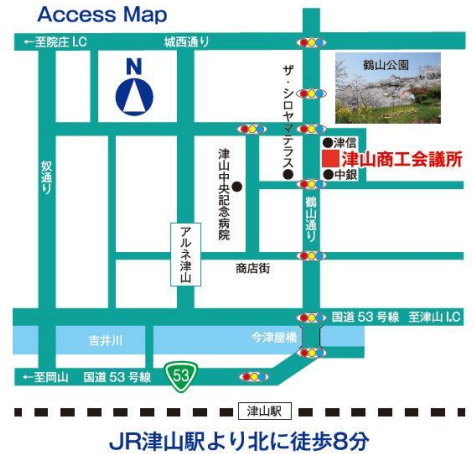 Access Map
←至院庄I.C
城西通り
N
鶴山公園
ザ・シロヤマテラス
津信
津山商工会議所
中銀
奴通り
津山中央記念病院
鶴山通り
アルネ津山
商店街
国道53号線 至津山I.C
吉井川
今津屋橋
←至岡山 国道53号線
53
津山駅
JR津山駅より北に徒歩8分